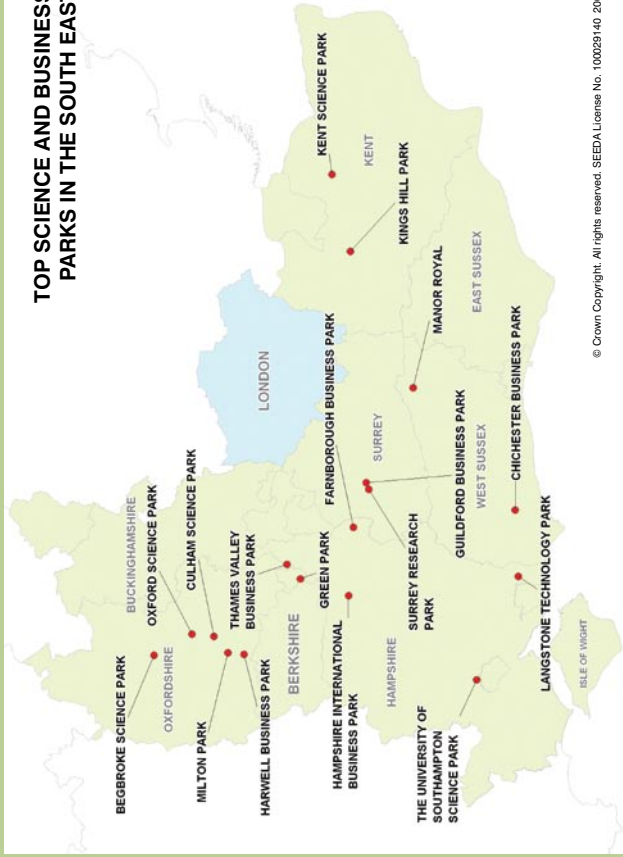 TOP SCIENCE AND BUSINESS
PARKS IN THE SOUTH EAST
BUCKINGHAMSHIRE
OXFORD SCIENCE PARK
CULHAM SCIENCE PARK
THAMES VALLEY
BUSINESS PARK
BEGBROKE SCIENCE PARK
OXFORDSHIRE
MILTON PARK
HARWELL BUSINESS PARK
BERKSHIRE
GREEN PARK
LONDON
FARNBOROUGH BUSINESS PARK
KENT SCIENCE PARK
KENT
KINGS HILL PARK
HAMPSHIRE INTERNATIONAL
BUSINESS PARK
HAMPSHIRE
SURREY
SURREY RESEARCH
PARK
GUILDFORD BUSINESS PARK
MANOR ROYAL
WEST SUSSEX
EAST SUSSEX
THE UNIVERSITY OF
SOUTHAMPTON
SCIENCE PARK
LANGSTONE TECHNOLOGY PARK
CHICHESTER BUSINESS PARK
ISLE OF WIGHT
© Crown Copyright. All rights reserved. SEEDA License No. 100029140